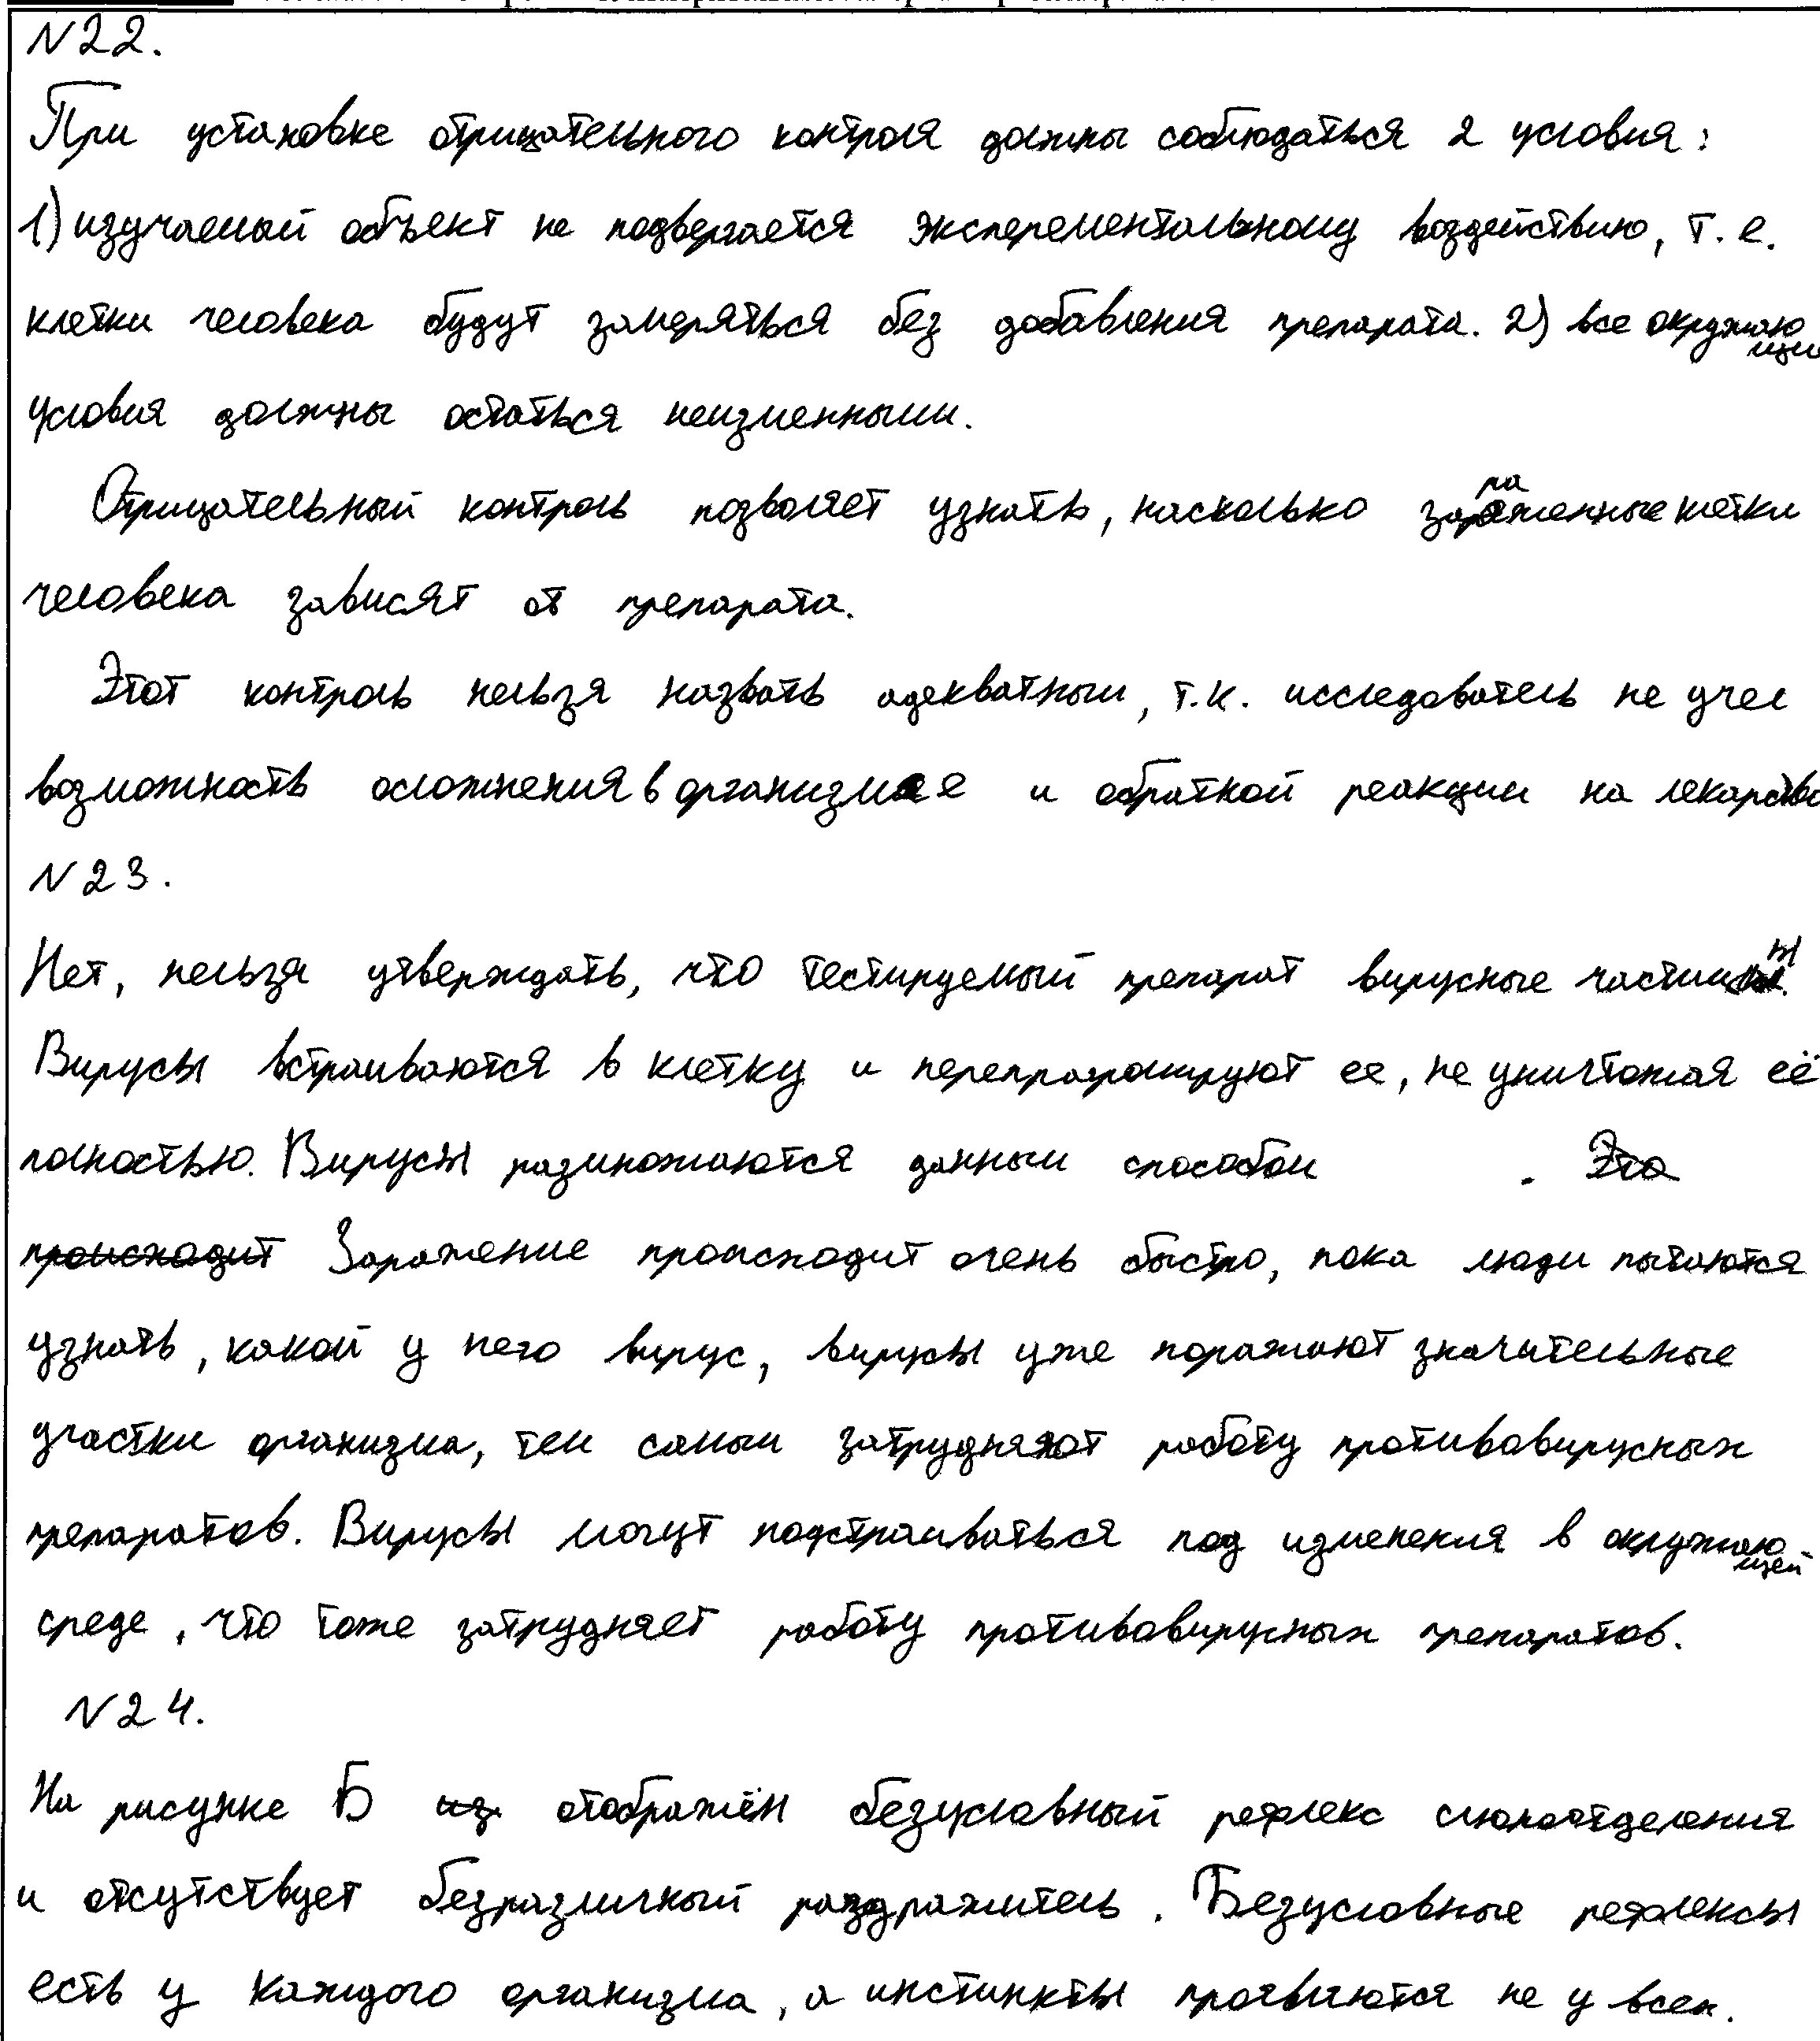 №22.
При установке отрицательного контроля должны соблюдаться 2 условия:
1) изучаемый объект не подвергается эксперементальному воздействию, т.е.
клетки человека будут замеряться без добавления препарата. 2) все окружающие
условия должны остаться неизменными.
Отрицательный контроль позволяет узнать, насколько зараженные клетки
человека зависят от препарата.
Этот контроль нельзя назвать адекватным, т.к. исследователь не учел
возможность осложнения в организме и обратной реакции на лекарство
№23.
Нет, нельзя утверждать, что тестируемый препарат вирусные частицы.
Вирусы встраиваются в клетку и перепрограмируют ее, не уничтожая её
полностью. Вирусы размножаются данным способом . Это
происходит Заражение происходит очень быстро, пока люди пытаются
узнать, какой у него вирус, вирусы уже поражают значительные
участки организма, тем самым затрудняют работу противовирусных
препаратов. Вирусы могут подстраиваться под изменения в окружающей
среде, что тоже затрудняет работу противовирусных препаратов.
№24.
На рисунке Б из отображён безусловный рефлекс слюноотделения
и отсутствует безразличный раздражитель. Безусловные рефлексы
есть у каждого организма, а инстинкты проявляются не у всех.